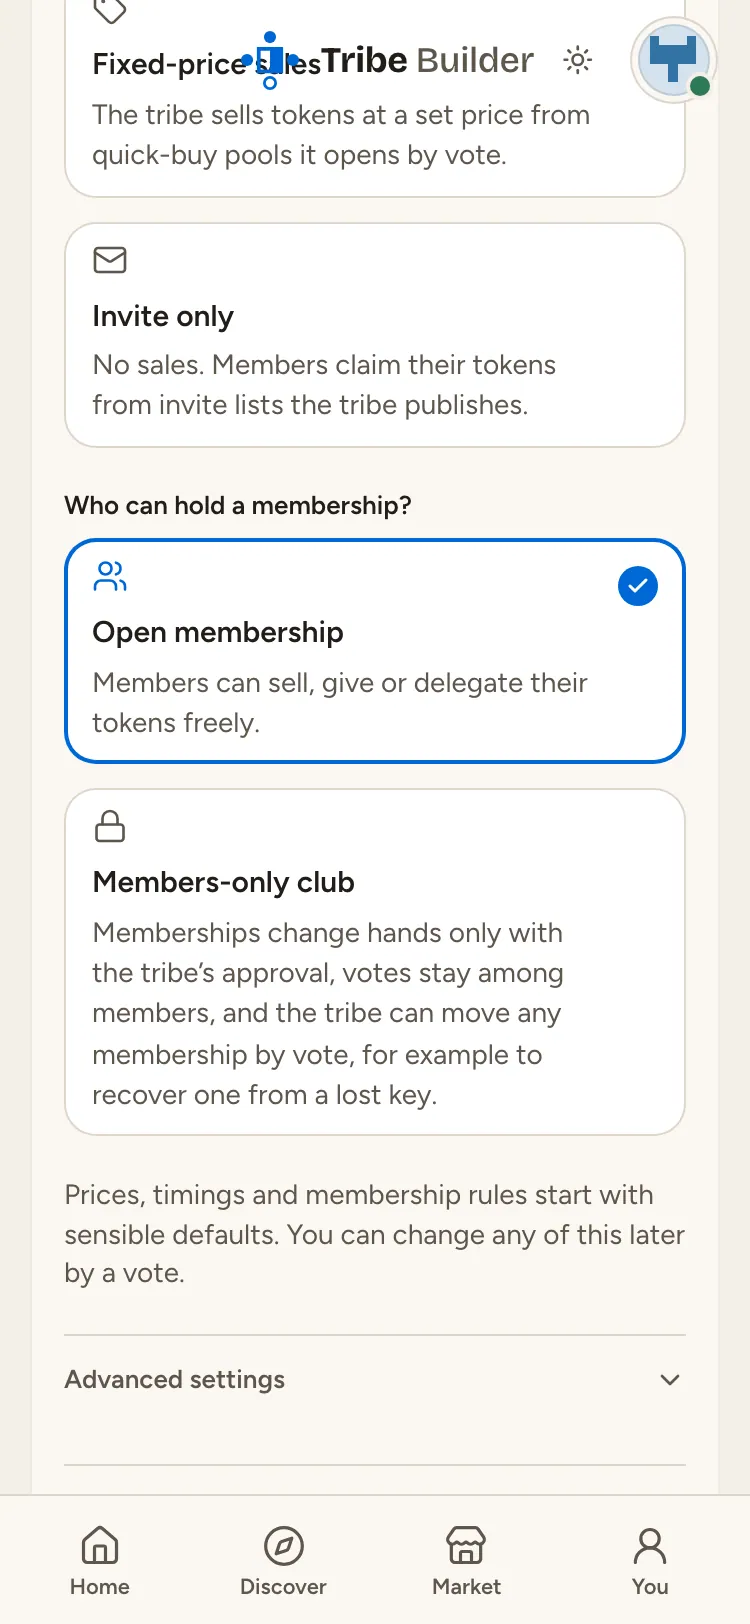 Fixed-price sales
Tribe Builder
The tribe sells tokens at a set price from
quick-buy pools it opens by vote.
Invite only
No sales. Members claim their tokens
from invite lists the tribe publishes.
Who can hold a membership?
Open membership
Members can sell, give or delegate their
tokens freely.
Members-only club
Memberships change hands only with
the tribe’s approval, votes stay among
members, and the tribe can move any
membership by vote, for example to
recover one from a lost key.
Prices, timings and membership rules start with
sensible defaults. You can change any of this later
by a vote.
Advanced settings
Home
Discover
Market
You